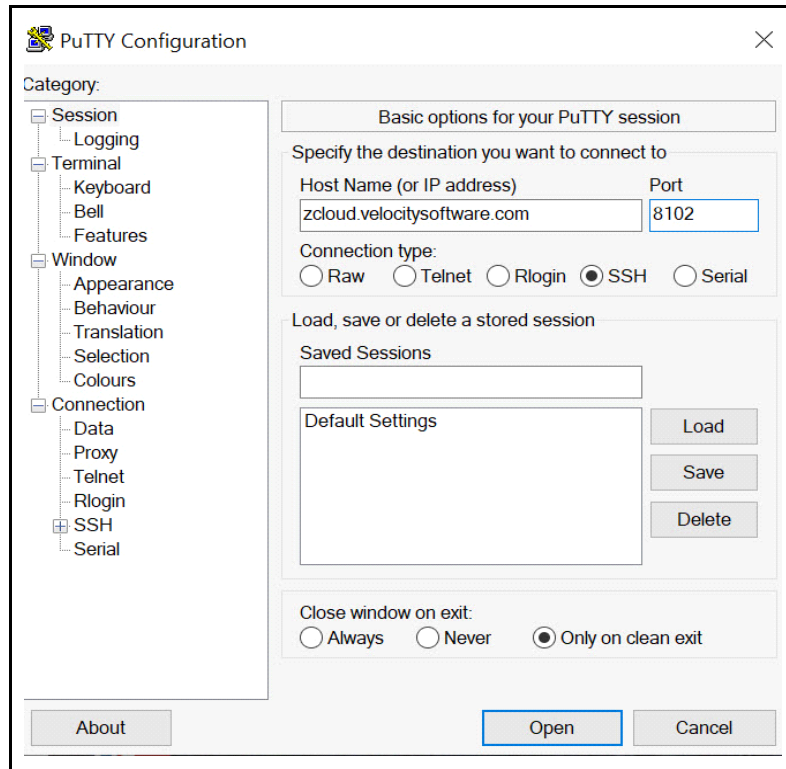 PuTTY Configuration
Category:
Session
Logging
Terminal
Keyboard
Bell
Features
Window
Appearance
Behaviour
Translation
Selection
Colours
Connection
Data
Proxy
Telnet
Rlogin
SSH
Serial
Basic options for your PuTTY session
Specify the destination you want to connect to
Host Name (or IP address) Port
zcloud.velocitysoftware.com 8102
Connection type:
Raw Telnet Rlogin SSH Serial
Load, save or delete a stored session
Saved Sessions
Default Settings
Load
Save
Delete
Close window on exit:
Always Never Only on clean exit
About Open Cancel